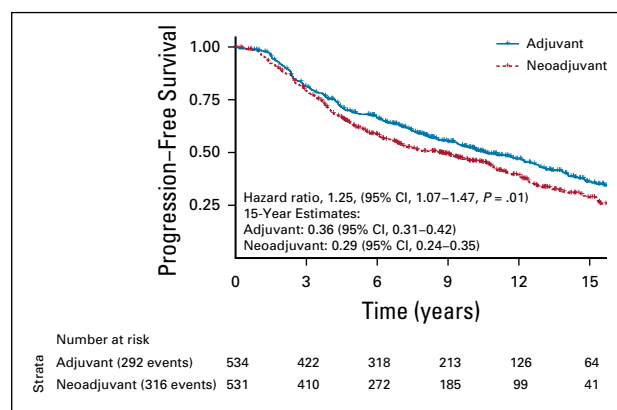 Progression–Free Survival
1.00
0.75
0.50
0.25
Adjuvant
Neoadjuvant
Hazard ratio, 1.25, (95% CI, 1.07–1.47, P = .01)
15-Year Estimates:
Adjuvant: 0.36 (95% CI, 0.31–0.42)
Neoadjuvant: 0.29 (95% CI, 0.24–0.35)
0 3 6 9 12 15
Time (years)
Number at risk
Strata
Adjuvant (292 events) 534 422 318 213 126 64
Neoadjuvant (316 events) 531 410 272 185 99 41